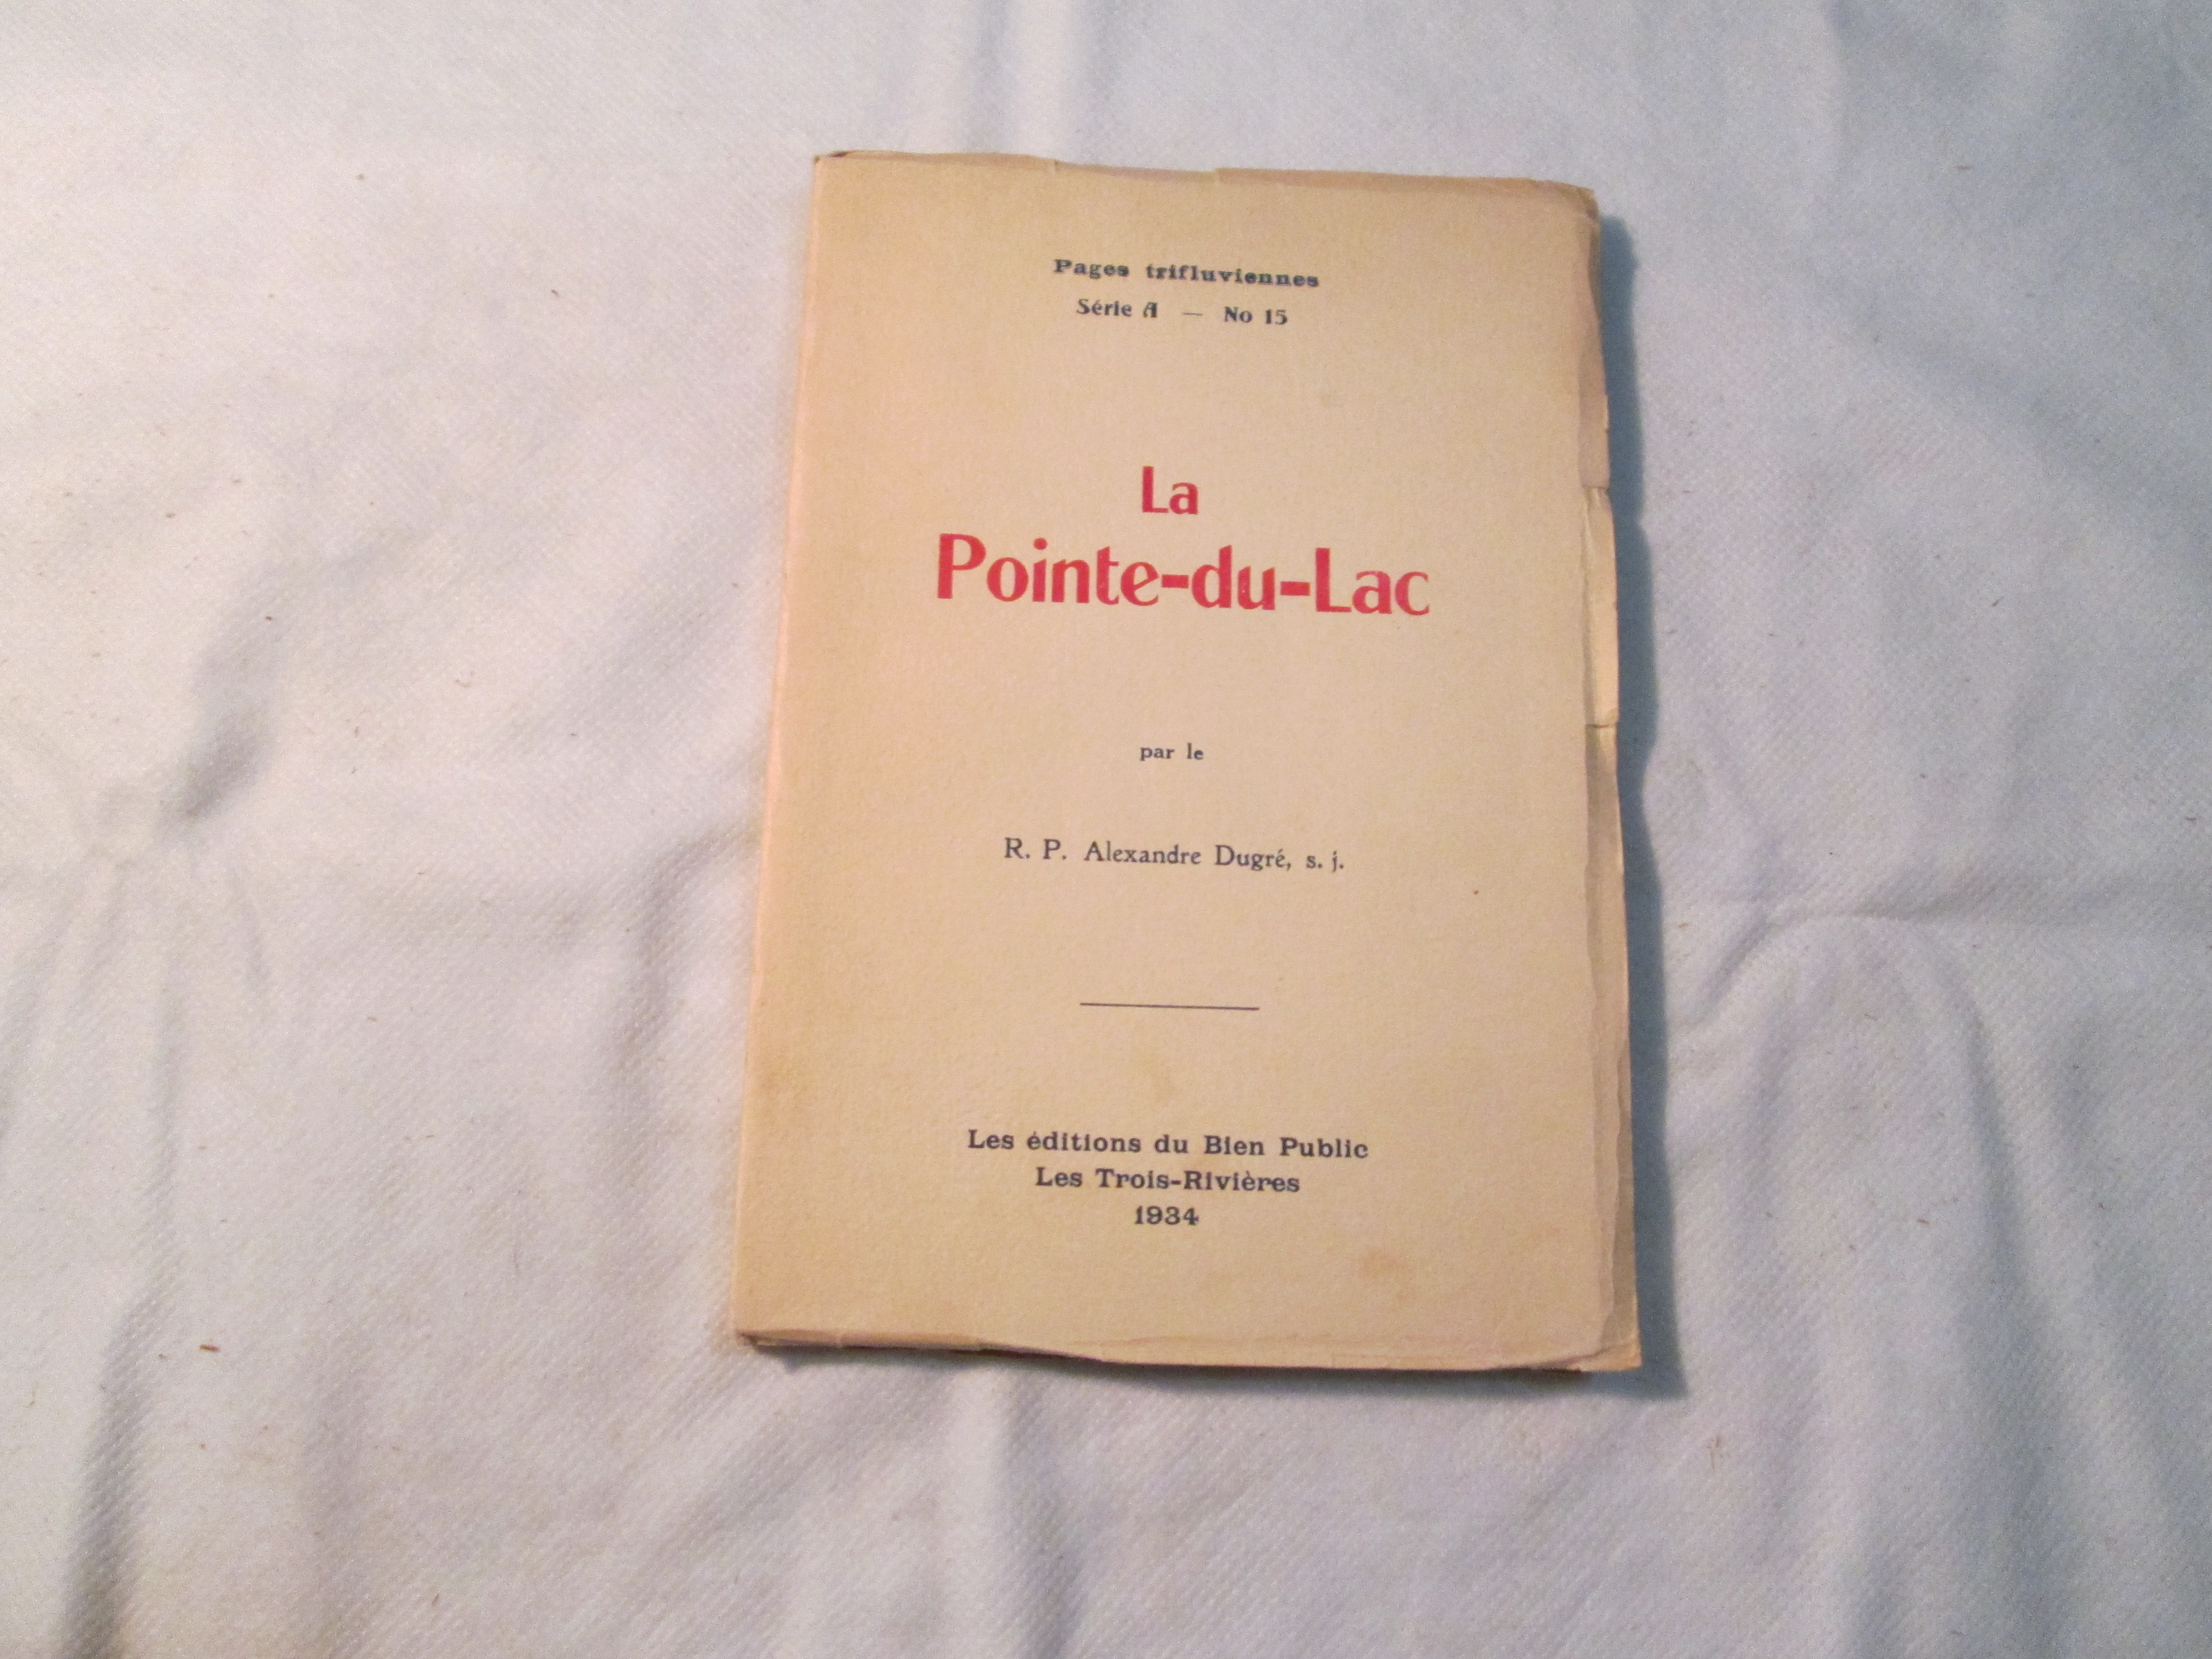 Pages trifluviennes
Série A — No 15
La
Pointe-du-Lac
par le
R. P. Alexandre Dugré, s. j.
Les éditions du Bien Public
Les Trois-Rivières
1934